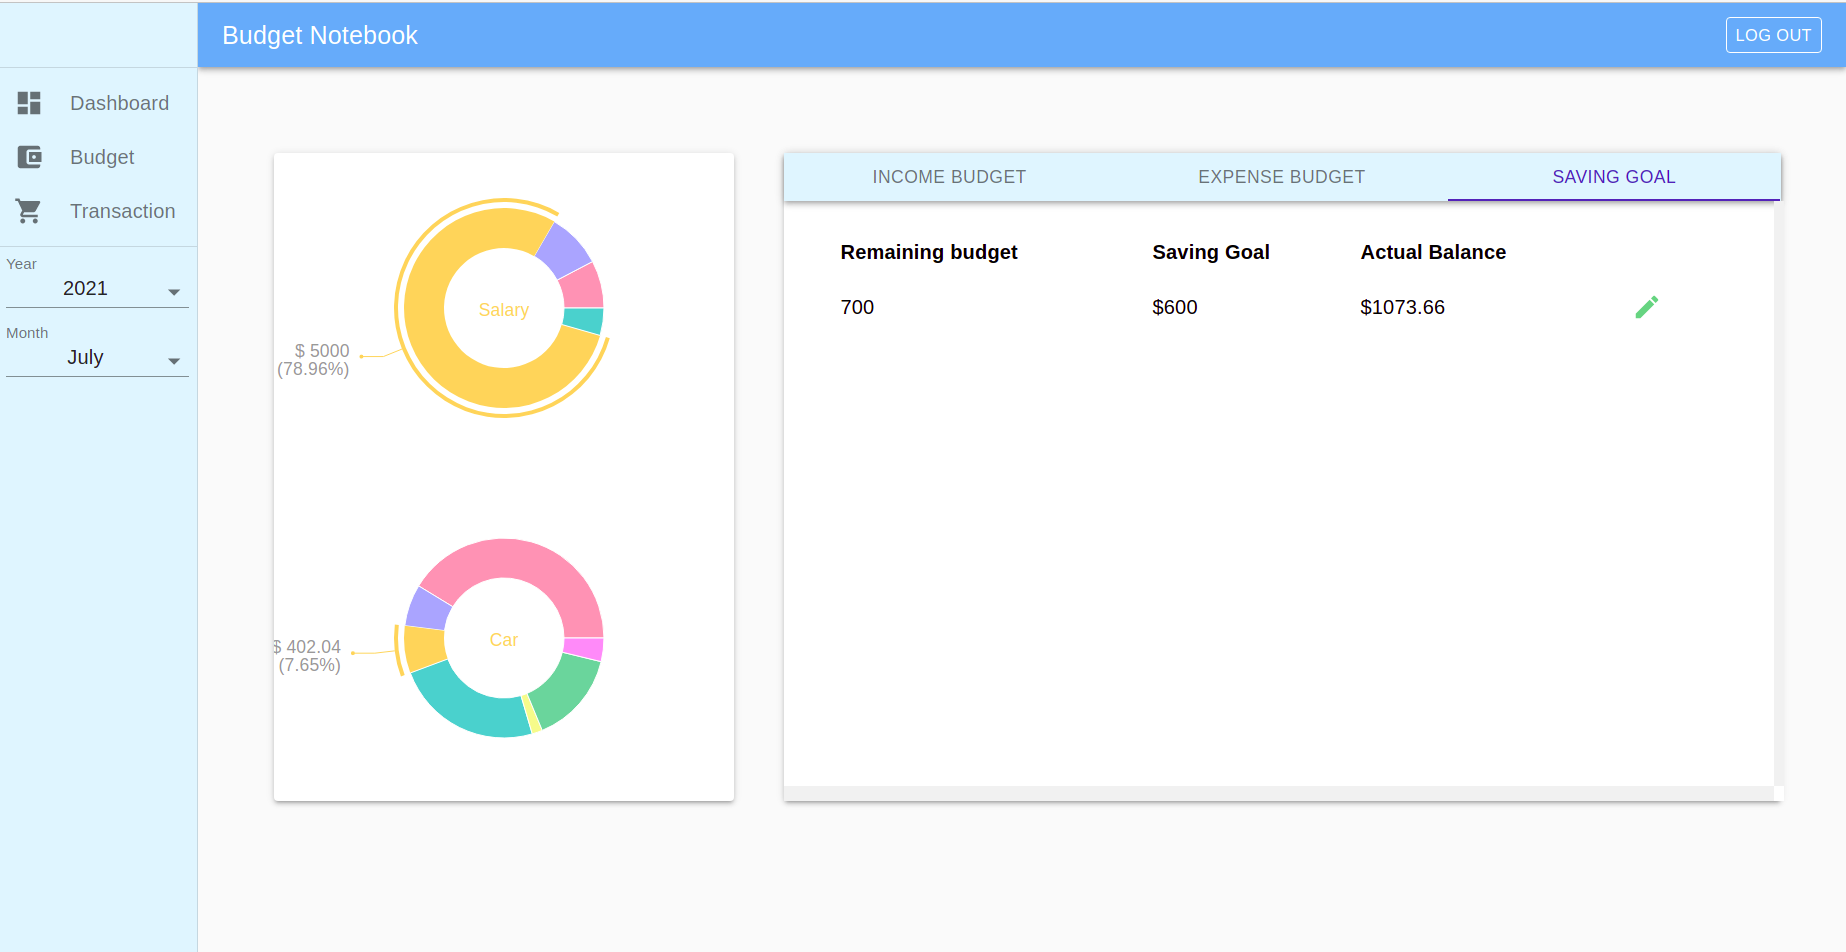 Budget Notebook
LOG OUT
Dashboard
Budget
Transaction
Year
2021
Month
July
Salary
$ 5000
(78.96%)
Car
$ 402.04
(7.65%)
INCOME BUDGET EXPENSE BUDGET SAVING GOAL
Remaining budget Saving Goal Actual Balance
700 $600 $1073.66